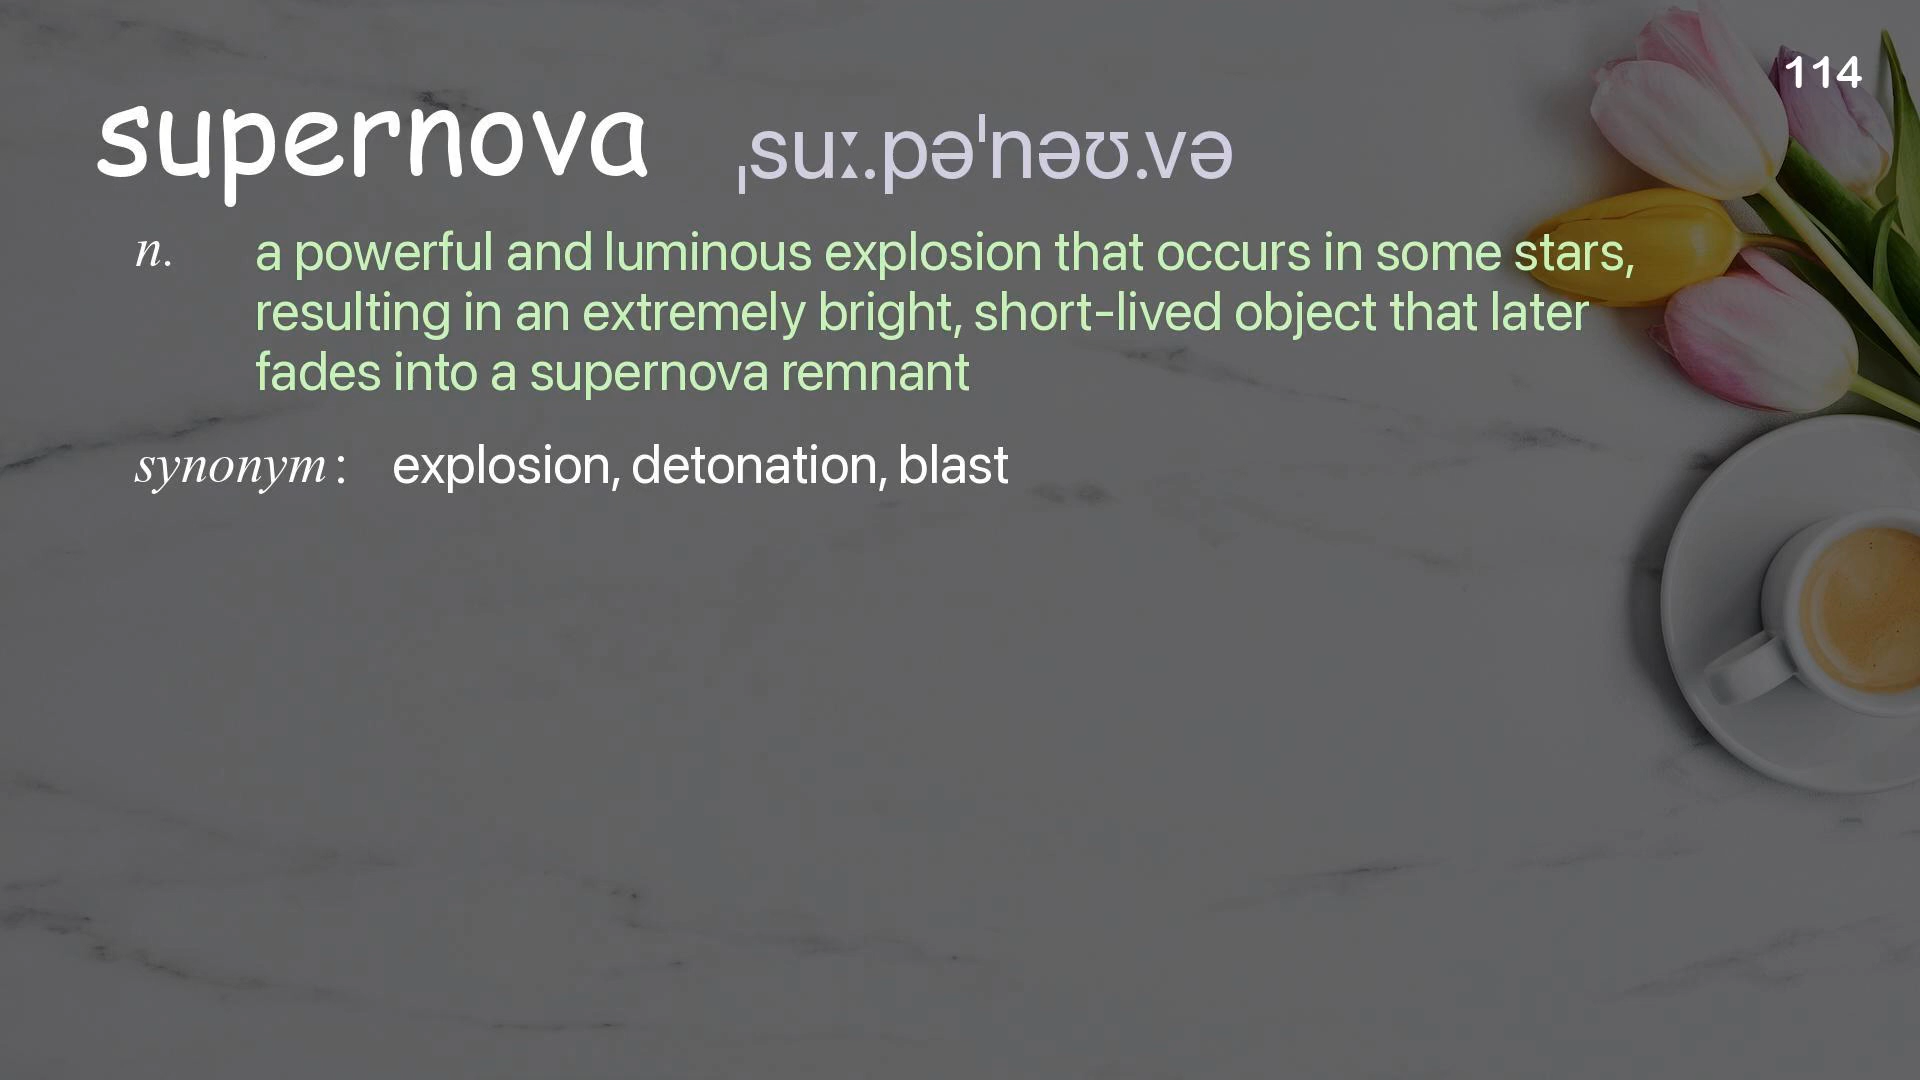 114
supernova ˌsuː.pəˈnəʊ.və
n. a powerful and luminous explosion that occurs in some stars,
resulting in an extremely bright, short-lived object that later
fades into a supernova remnant
synonym : explosion, detonation, blast